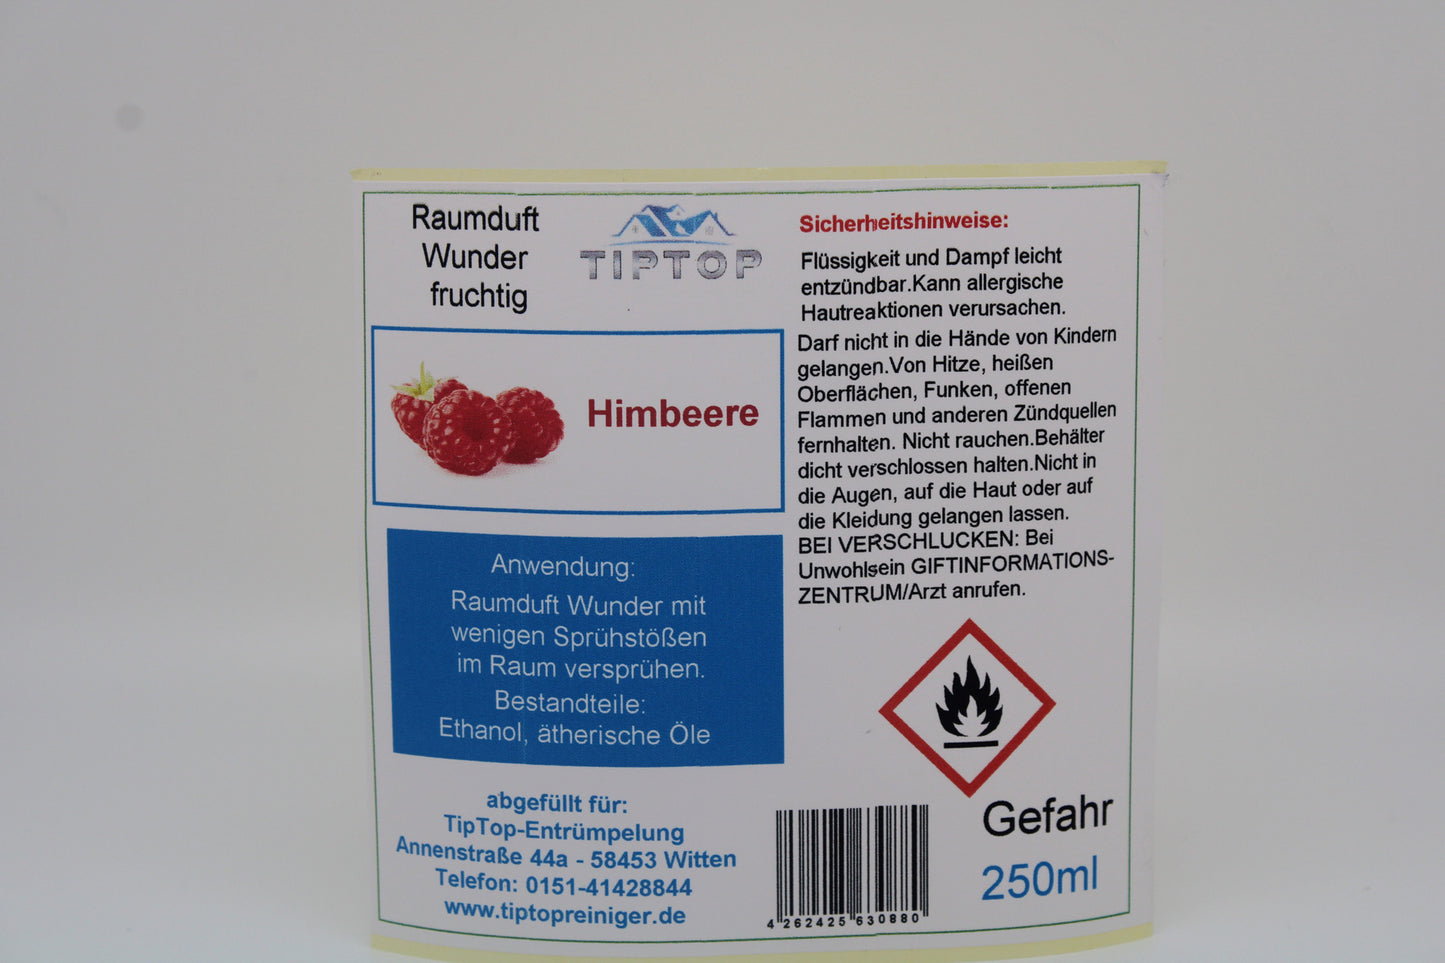 Raumduft
Wunder
fruchtig
TIPTOP
Himbeere
Anwendung:
Raumduft Wunder mit
wenigen Sprühstößen
im Raum versprühen.
Bestandteile:
Ethanol, ätherische Öle
abgefüllt für:
TipTop-Entrümpelung
Annenstraße 44a - 58453 Witten
Telefon: 0151-41428844
www.tiptopreiniger.de
Sicherheitshinweise:
Flüssigkeit und Dampf leicht
entzündbar.Kann allergische
Hautreaktionen verursachen.
Darf nicht in die Hände von Kindern
gelangen.Von Hitze, heißen
Oberflächen, Funken, offenen
Flammen und anderen Zündquellen
fernhalten. Nicht rauchen.Behälter
dicht verschlossen halten.Nicht in
die Augen, auf die Haut oder auf
die Kleidung gelangen lassen.
BEI VERSCHLUCKEN: Bei
Unwohlsein GIFTINFORMATIONS-
ZENTRUM/Arzt anrufen.
Gefahr
250ml
4 262425 630880